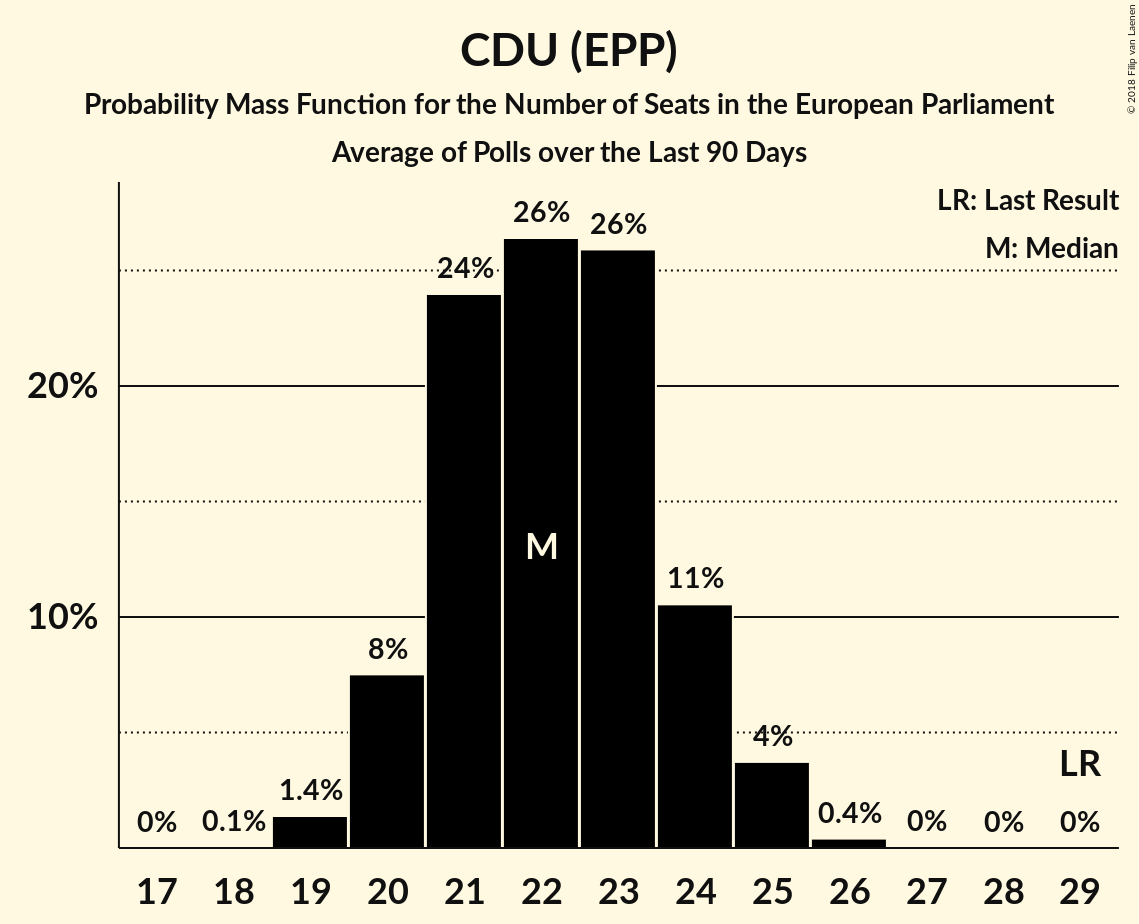 © 2018 Filip van Laenen
CDU (EPP)
Probability Mass Function for the Number of Seats in the European Parliament
Average of Polls over the Last 90 Days
LR: Last Result
M: Median
20%
10%
0%
0.1%
1.4%
8%
24%
26%
26%
11%
4%
0.4%
0%
0%
0%
M
LR
17 18 19 20 21 22 23 24 25 26 27 28 29